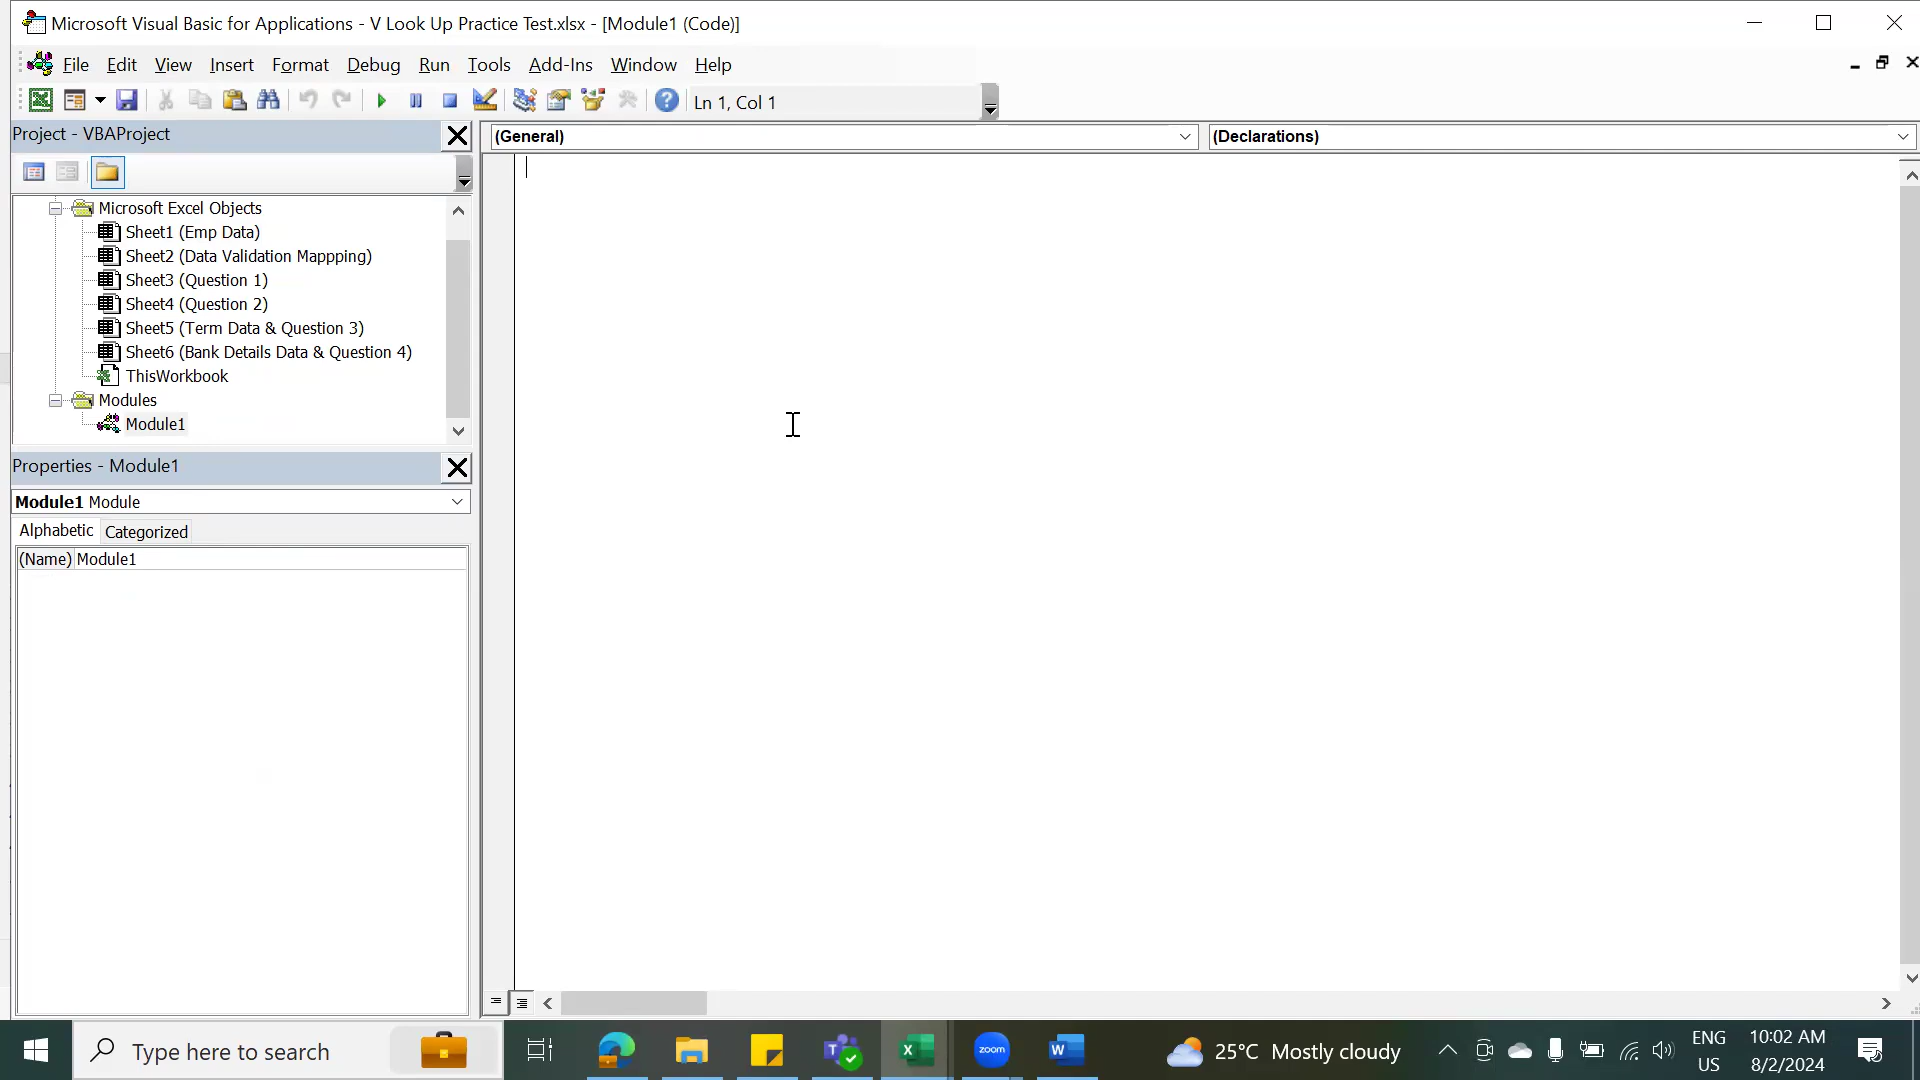 Microsoft Visual Basic for Applications - V Look Up Practice Test.xlsx - [Module1 (Code)]
File Edit View Insert Format Debug Run Tools Add-Ins Window Help
Ln 1, Col 1
Project - VBAProject
(General)
(Declarations)
Microsoft Excel Objects
Sheet1 (Emp Data)
Sheet2 (Data Validation Mappping)
Sheet3 (Question 1)
Sheet4 (Question 2)
Sheet5 (Term Data & Question 3)
Sheet6 (Bank Details Data & Question 4)
ThisWorkbook
Modules
Module1
Properties - Module1
Module1 Module
Alphabetic Categorized
(Name) Module1
Type here to search
zoom
25°C Mostly cloudy
ENG
US
10:02 AM
8/2/2024